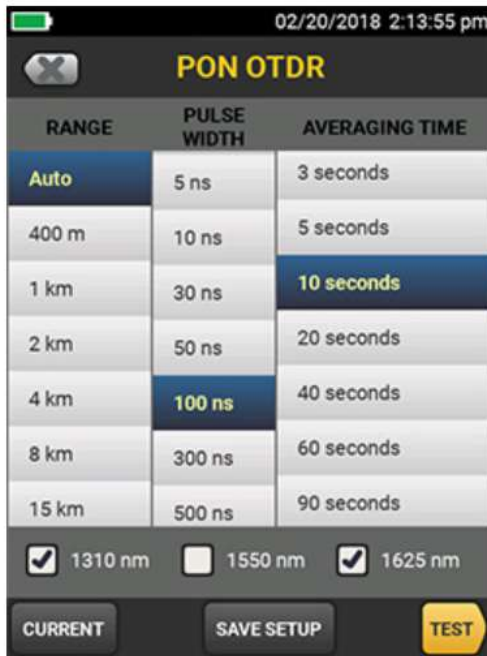 02/20/2018 2:13:55 pm
PON OTDR
RANGE PULSE WIDTH AVERAGING TIME
Auto 5 ns 3 seconds
400 m 10 ns 5 seconds
1 km 30 ns 10 seconds
2 km 50 ns 20 seconds
4 km 100 ns 40 seconds
8 km 300 ns 60 seconds
15 km 500 ns 90 seconds
1310 nm 1550 nm 1625 nm
CURRENT SAVE SETUP TEST